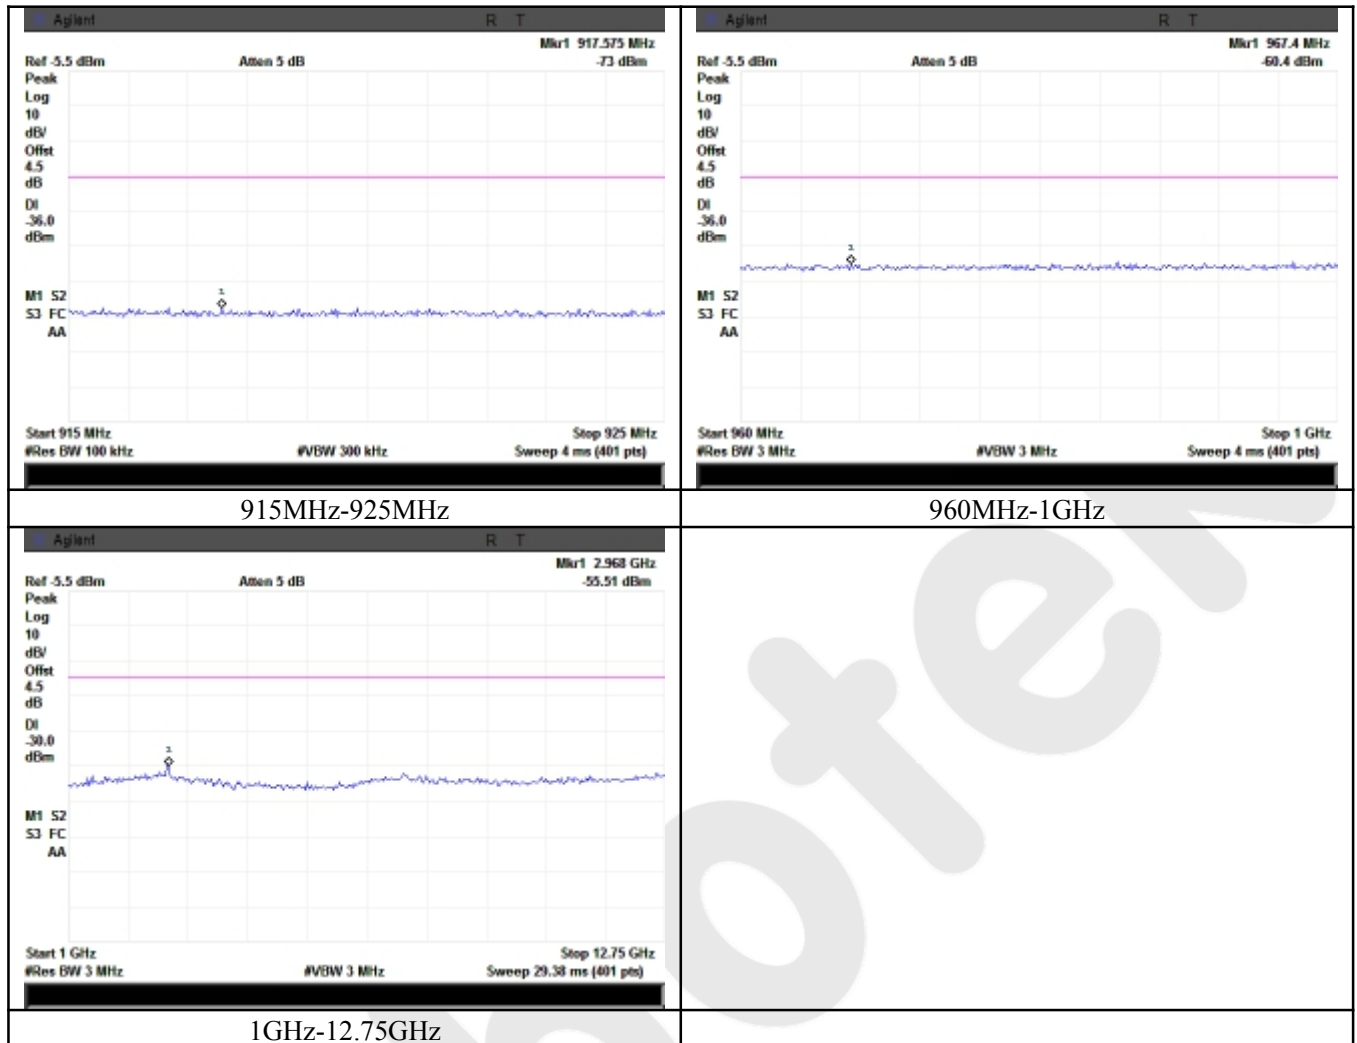 Agilent R T
Mkr1 917.575 MHz
Ref -5.5 dBm Atten 5 dB -73 dBm
Peak
Log
10
dB/
Offst
4.5
dB
DI
-36.0
dBm
1
M1 S2
S3 FC
AA
Start 915 MHz Stop 925 MHz
#Res BW 100 kHz #VBW 300 kHz Sweep 4 ms (401 pts)
915MHz-925MHz
Agilent R T
Mkr1 967.4 MHz
Ref -5.5 dBm Atten 5 dB -60.4 dBm
Peak
Log
10
dB/
Offst
4.5
dB
DI
-36.0
dBm
1
M1 S2
S3 FC
AA
Start 960 MHz Stop 1 GHz
#Res BW 3 MHz #VBW 3 MHz Sweep 4 ms (401 pts)
960MHz-1GHz
Agilent R T
Mkr1 2.968 GHz
Ref -5.5 dBm Atten 5 dB -55.51 dBm
Peak
Log
10
dB/
Offst
4.5
dB
DI
-30.0
dBm
1
M1 S2
S3 FC
AA
Start 1 GHz Stop 12.75 GHz
#Res BW 3 MHz #VBW 3 MHz Sweep 29.38 ms (401 pts)
1GHz-12.75GHz